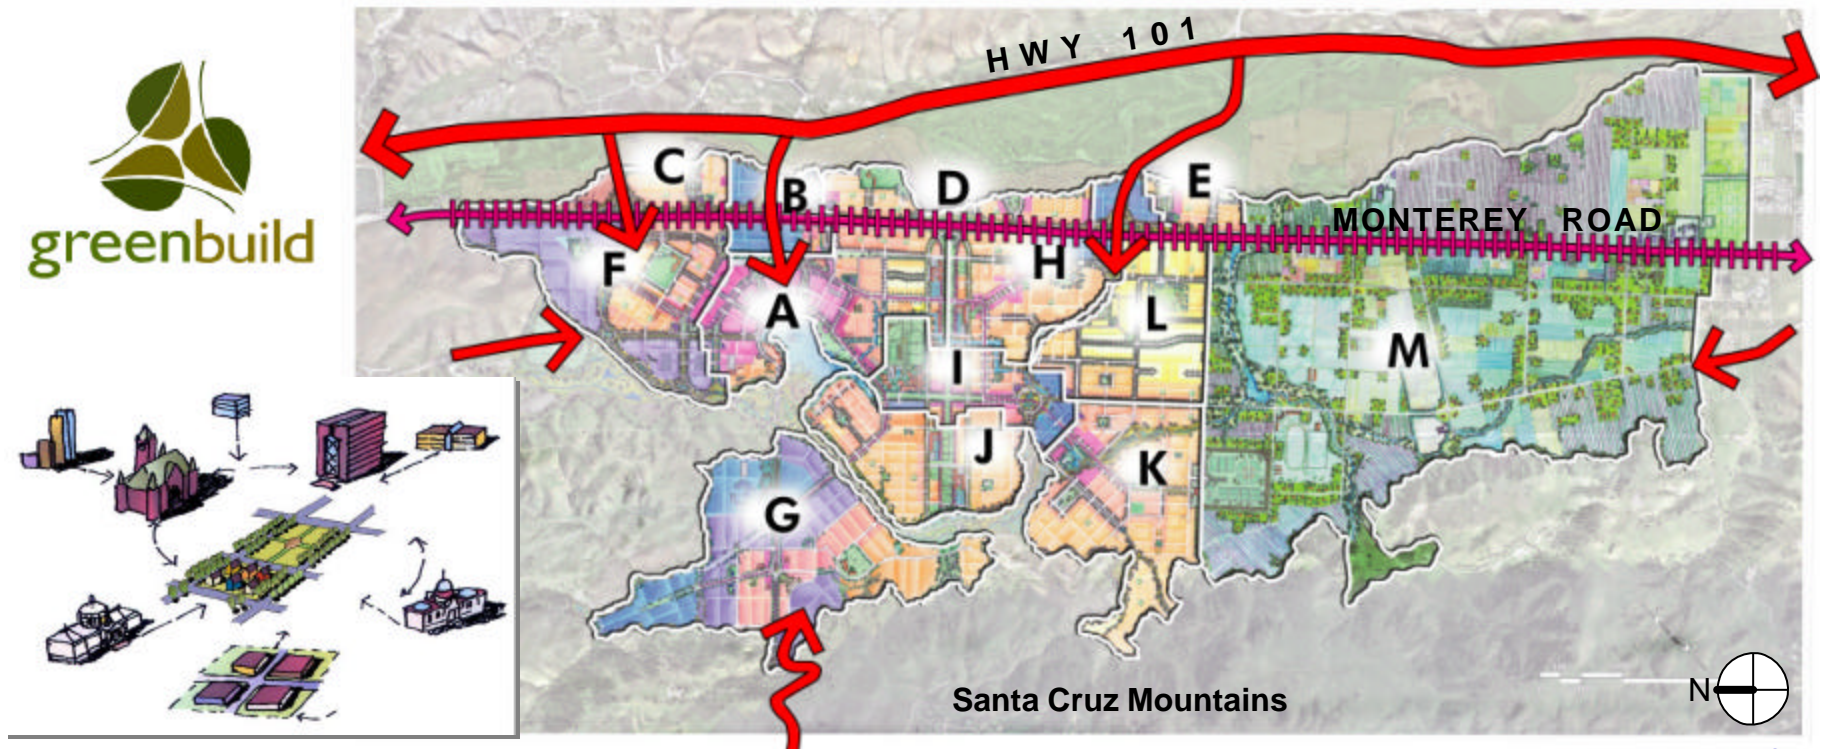 HWY 101
greenbuild
C
B
D
E
MONTEREY ROAD
F
H
A
L
M
I
J
K
G
Santa Cruz Mountains
N